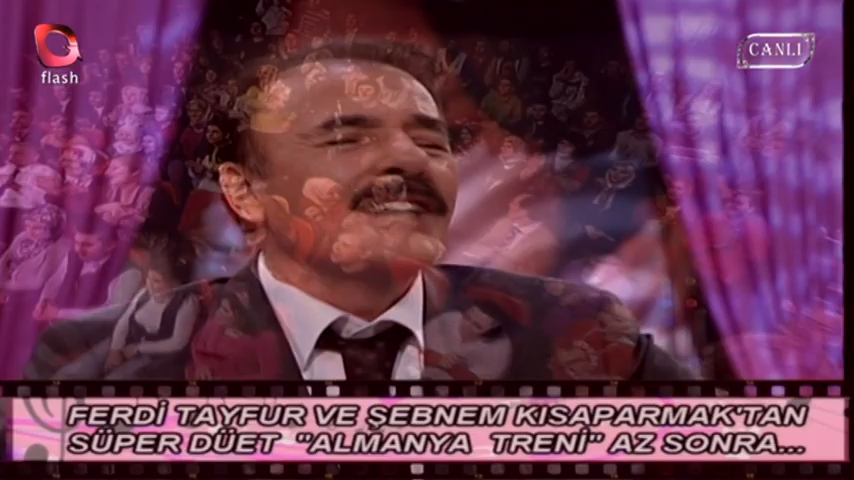 flash
CANLI
FERDİ TAYFUR VE ŞEBNEM KISAPARMAK'TAN
SÜPER DÜET "ALMANYA TRENİ" AZ SONRA...